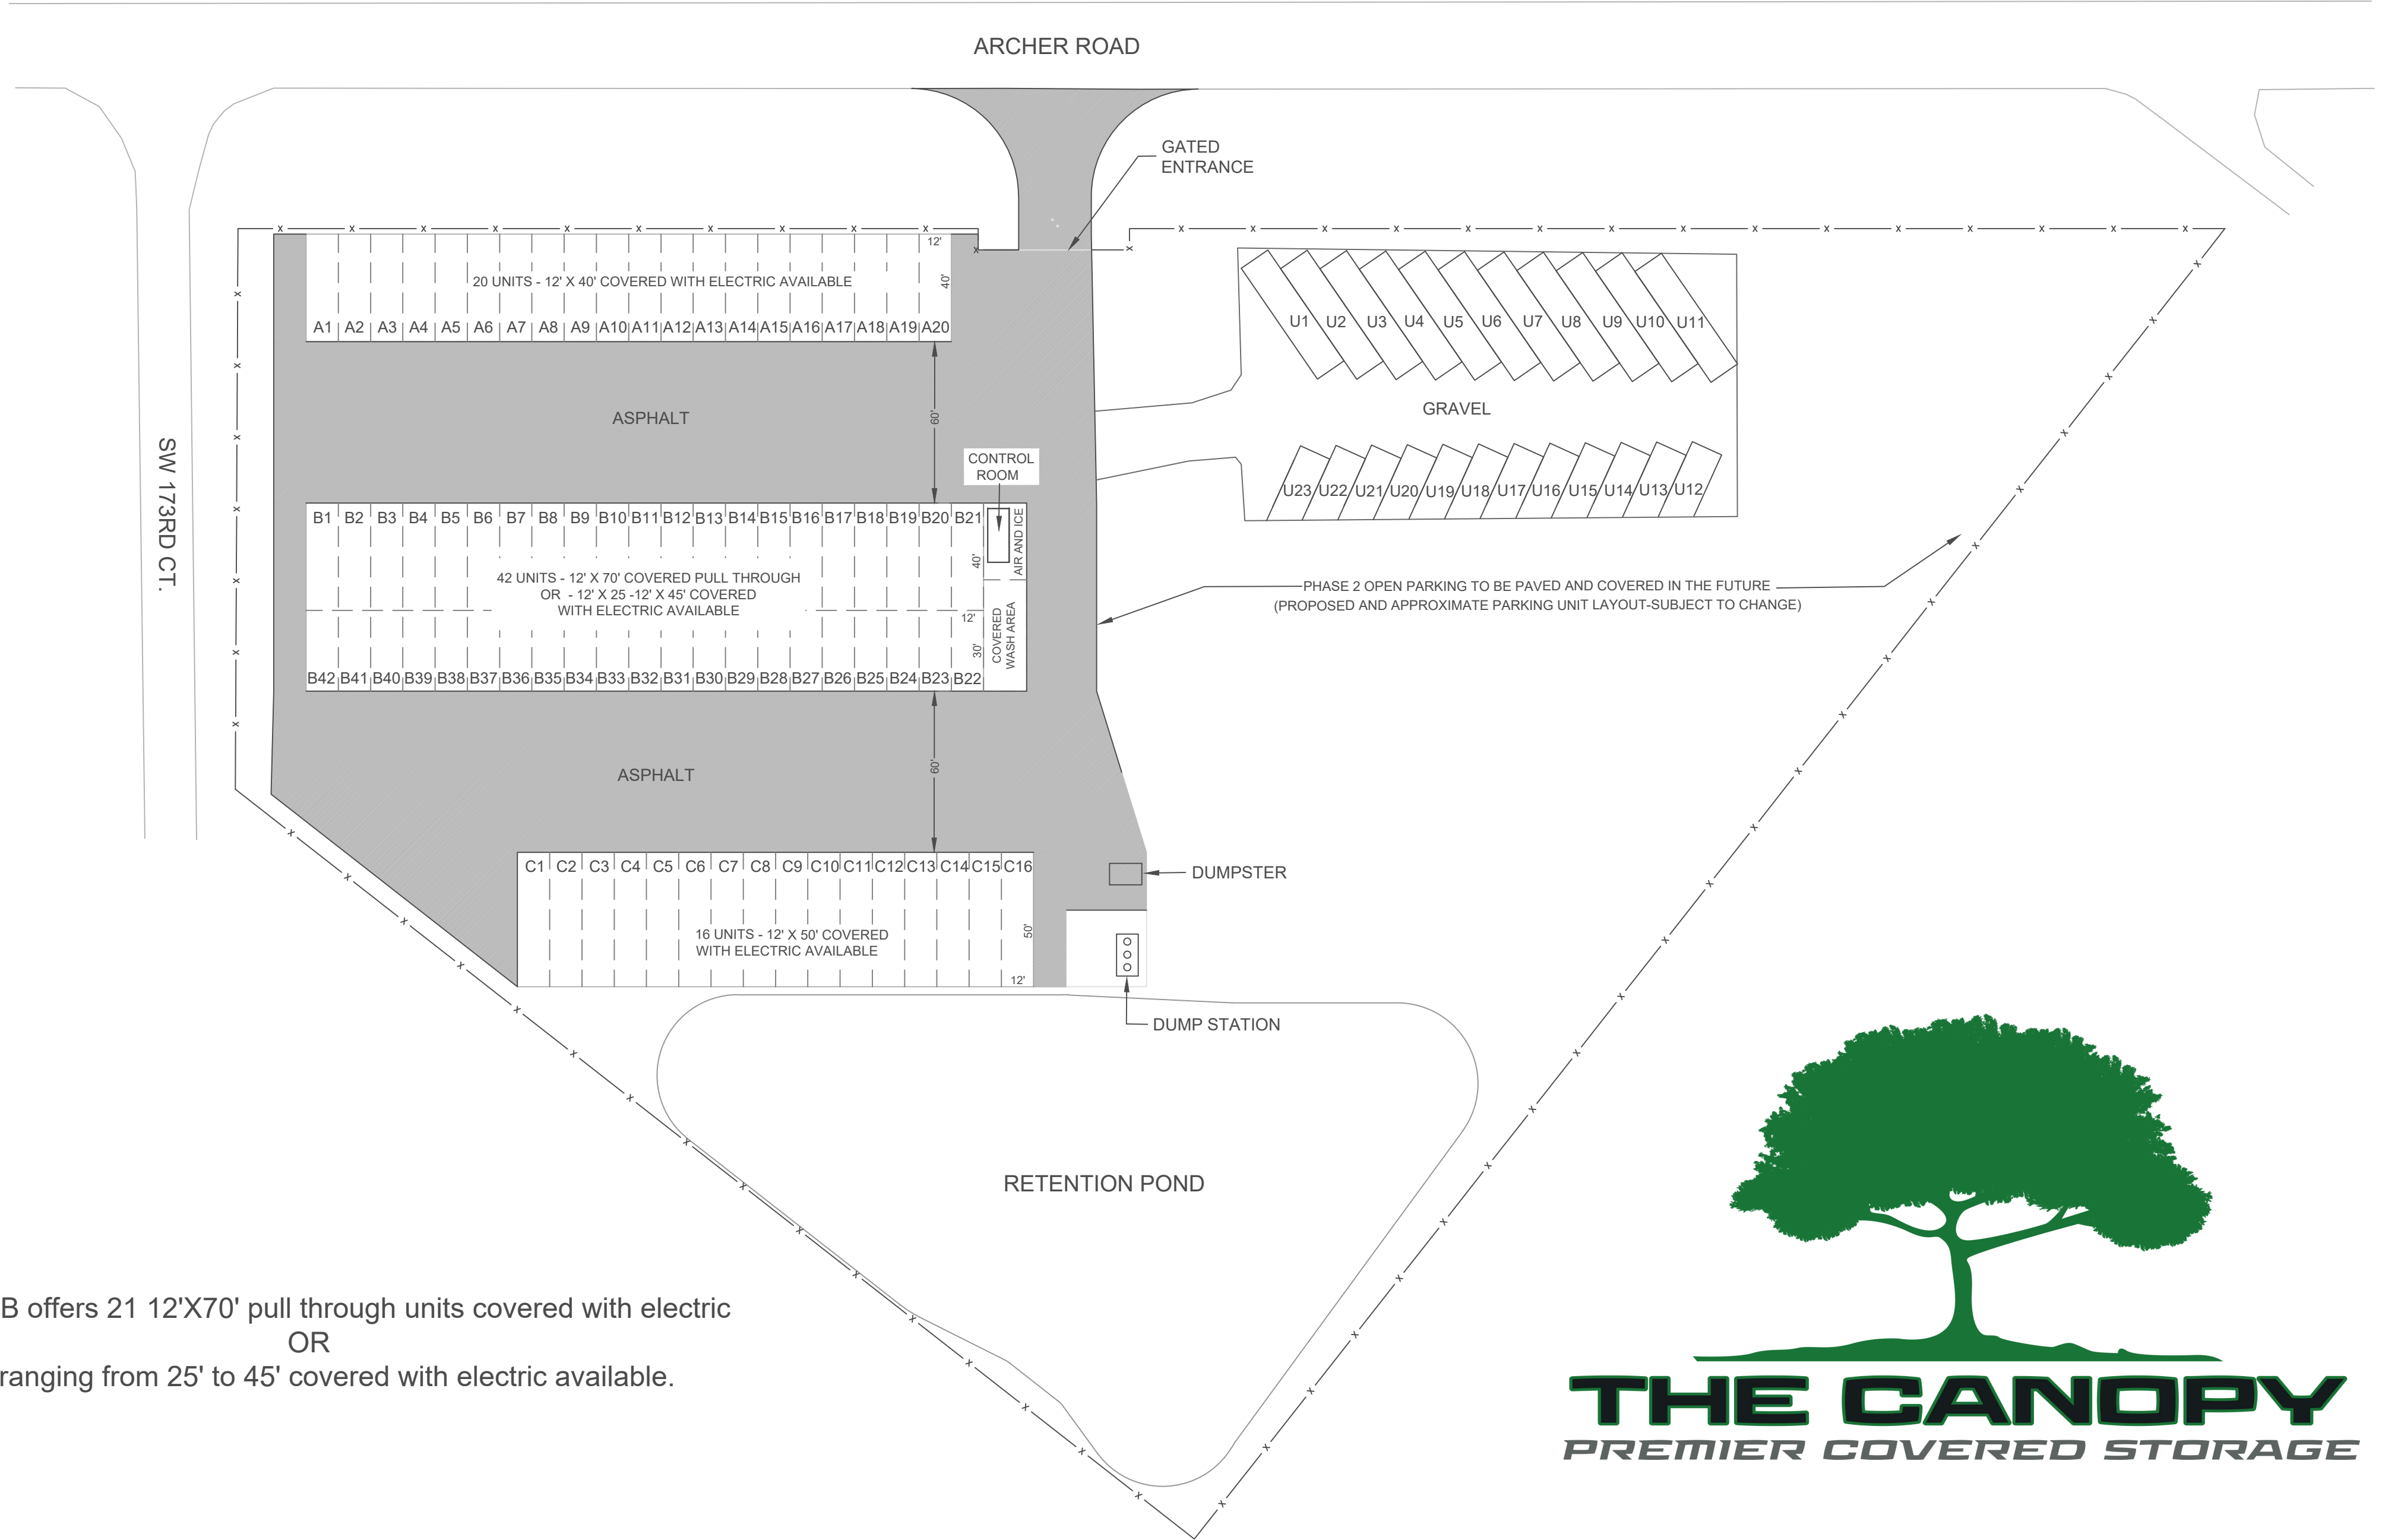 ARCHER ROAD
GATED
ENTRANCE
12'
20 UNITS - 12' X 40' COVERED WITH ELECTRIC AVAILABLE
40'
A1 A2 A3 A4 A5 A6 A7 A8 A9 A10 A11 A12 A13 A14 A15 A16 A17 A18 A19 A20
U1 U2 U3 U4 U5 U6 U7 U8 U9 U10 U11
ASPHALT
60'
GRAVEL
SW 173RD CT.
CONTROL
ROOM
U23 U22 U21 U20 U19 U18 U17 U16 U15 U14 U13 U12
B1 B2 B3 B4 B5 B6 B7 B8 B9 B10 B11 B12 B13 B14 B15 B16 B17 B18 B19 B20 B21
AIR AND ICE
40'
42 UNITS - 12' X 70' COVERED PULL THROUGH
OR - 12' X 25 -12' X 45' COVERED
WITH ELECTRIC AVAILABLE
12'
30'
COVERED
WASH AREA
PHASE 2 OPEN PARKING TO BE PAVED AND COVERED IN THE FUTURE
(PROPOSED AND APPROXIMATE PARKING UNIT LAYOUT-SUBJECT TO CHANGE)
B42 B41 B40 B39 B38 B37 B36 B35 B34 B33 B32 B31 B30 B29 B28 B27 B26 B25 B24 B23 B22
ASPHALT
60'
C1 C2 C3 C4 C5 C6 C7 C8 C9 C10 C11 C12 C13 C14 C15 C16
DUMPSTER
16 UNITS - 12' X 50' COVERED
WITH ELECTRIC AVAILABLE
50'
12'
DUMP STATION
RETENTION POND
B offers 21 12'X70' pull through units covered with electric
OR
ranging from 25' to 45' covered with electric available.
THE CANOPY
PREMIER COVERED STORAGE